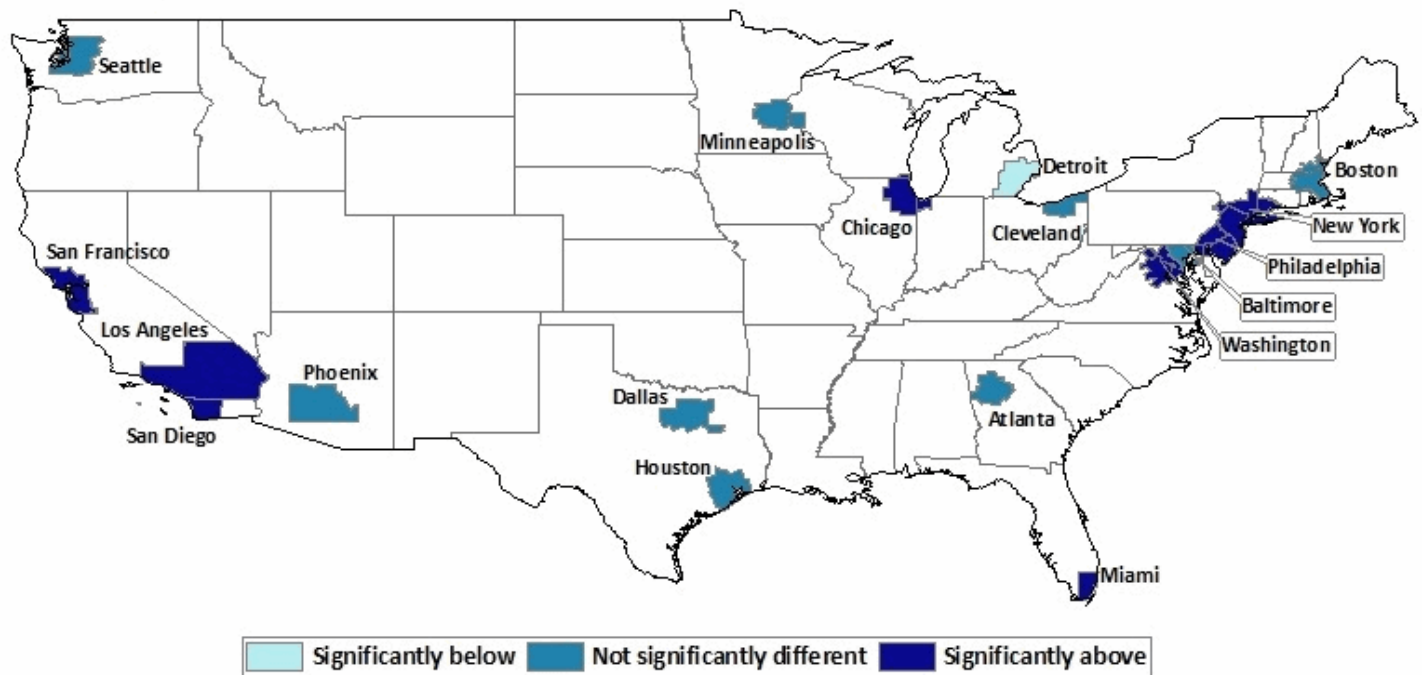 Seattle
Minneapolis
Detroit
Boston
Chicago
Cleveland
New York
San Francisco
Philadelphia
Baltimore
Los Angeles
Washington
Phoenix
Dallas
Atlanta
San Diego
Houston
Miami
Significantly below Not significantly different Significantly above